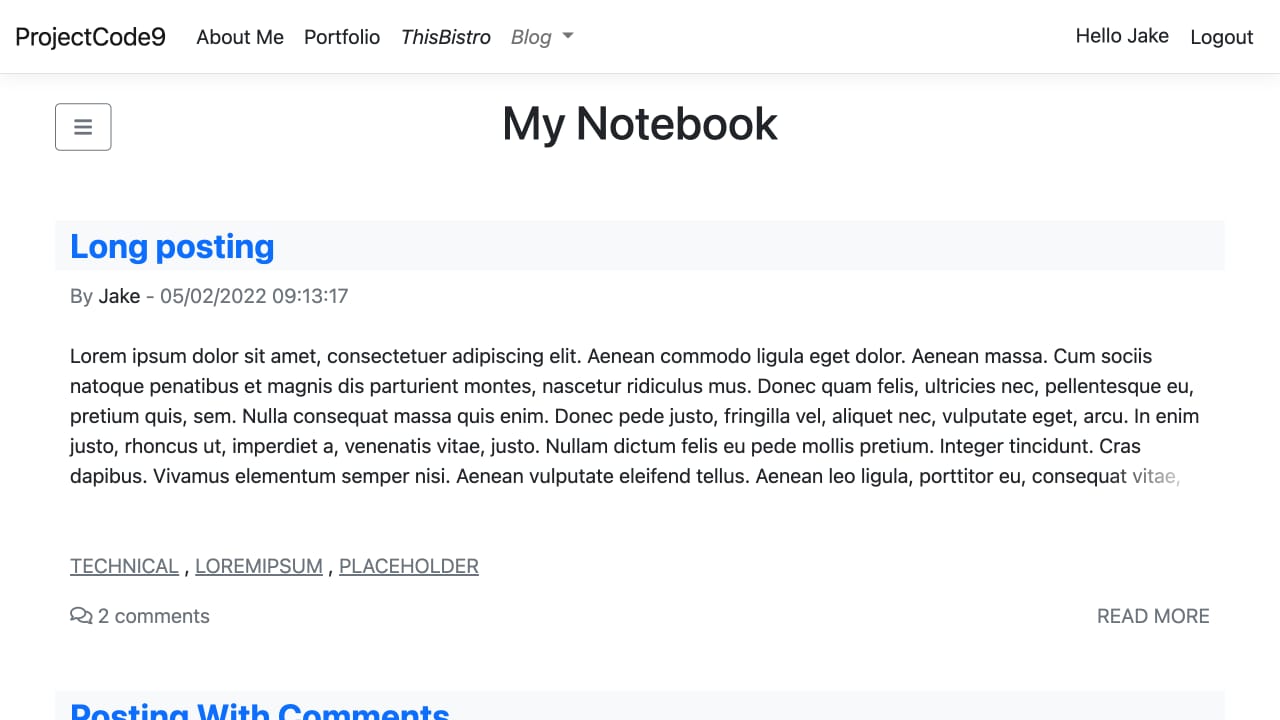 ProjectCode9 About Me Portfolio ThisBistro Blog Hello Jake Logout
My Notebook
Long posting
By Jake - 05/02/2022 09:13:17
Lorem ipsum dolor sit amet, consectetuer adipiscing elit. Aenean commodo ligula eget dolor. Aenean massa. Cum sociis
natoque penatibus et magnis dis parturient montes, nascetur ridiculus mus. Donec quam felis, ultricies nec, pellentesque eu,
pretium quis, sem. Nulla consequat massa quis enim. Donec pede justo, fringilla vel, aliquet nec, vulputate eget, arcu. In enim
justo, rhoncus ut, imperdiet a, venenatis vitae, justo. Nullam dictum felis eu pede mollis pretium. Integer tincidunt. Cras
dapibus. Vivamus elementum semper nisi. Aenean vulputate eleifend tellus. Aenean leo ligula, porttitor eu, consequat vitae,
TECHNICAL , LOREMIPSUM , PLACEHOLDER
2 comments READ MORE
Posting With Comments